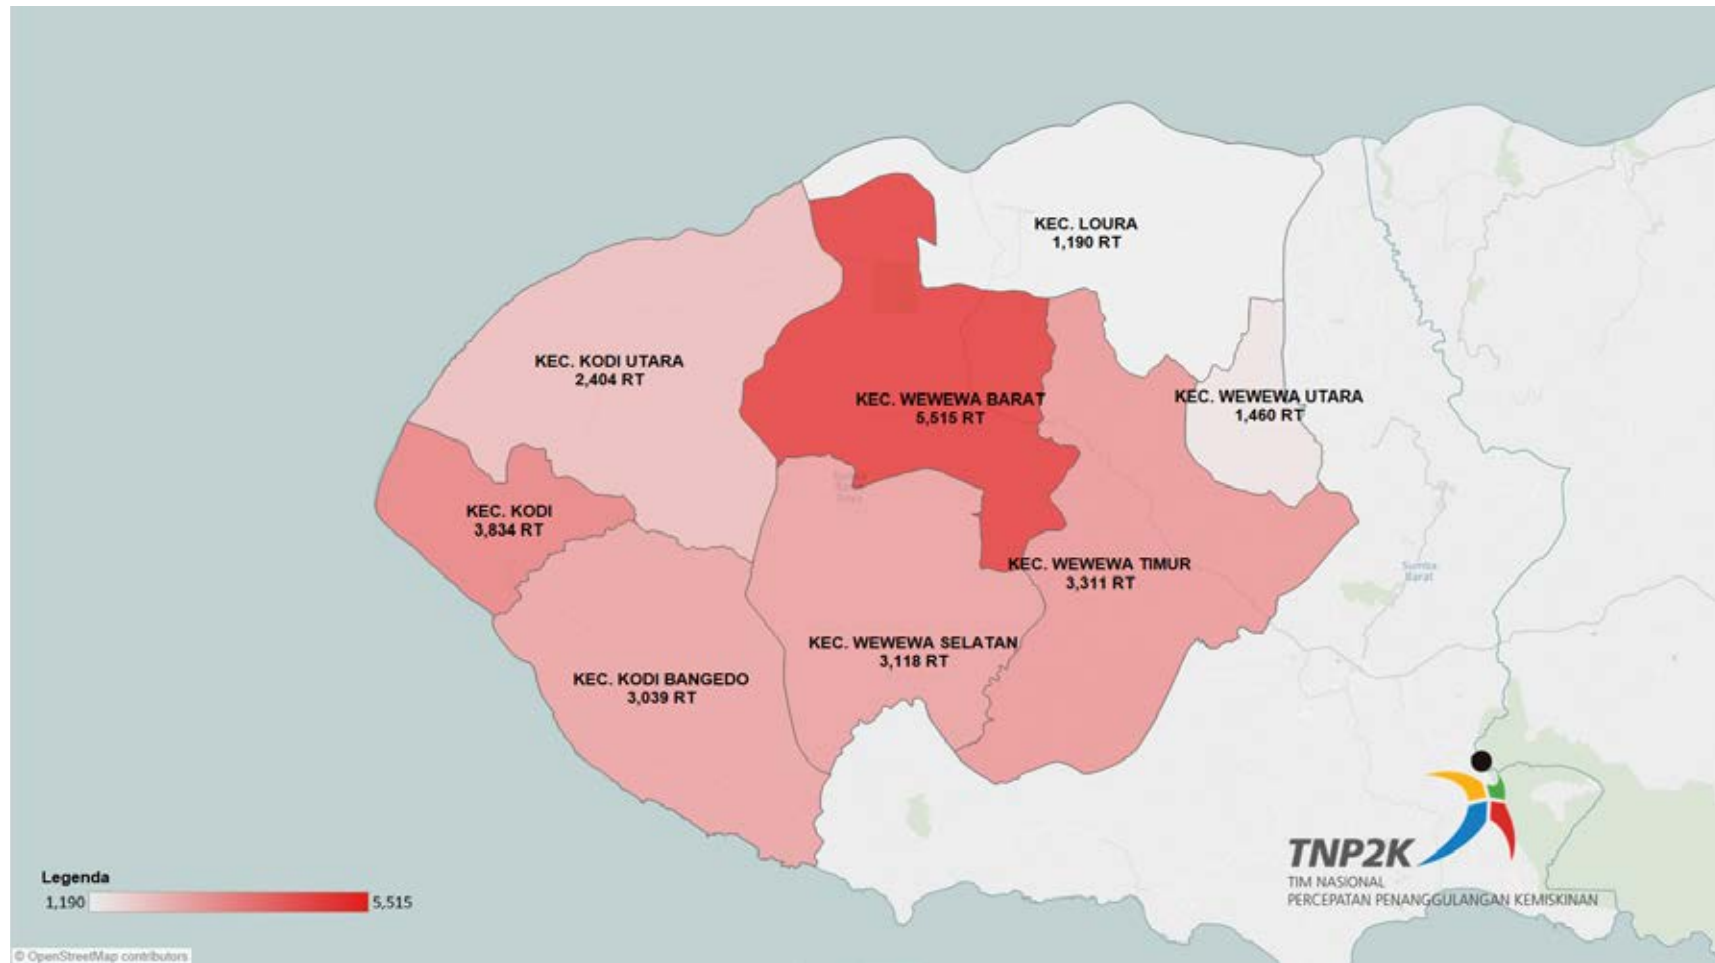 KEC. LOURA
1,190 RT
KEC. KODI UTARA
2,404 RT
KEC. WEWEWA BARAT
5,515 RT
KEC. WEWEWA UTARA
1,460 RT
KEC. KODI
3,834 RT
KEC. WEWEWA TIMUR
3,311 RT
Sumba
Barat
KEC. WEWEWA SELATAN
3,118 RT
KEC. KODI BANGEDO
3,039 RT
TNP2K
TIM NASIONAL
PERCEPATAN PENANGGULANGAN KEMISKINAN
Legenda
1,190
5,515
© OpenStreetMap contributors